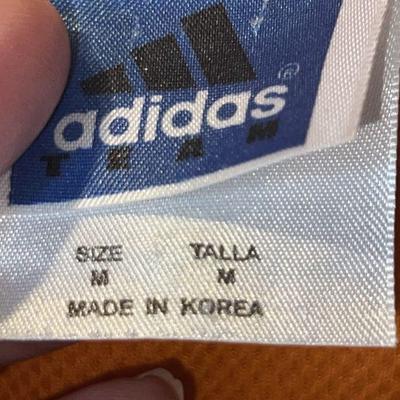 adidas®
TEAM
SIZE TALLA
M M
MADE IN KOREA